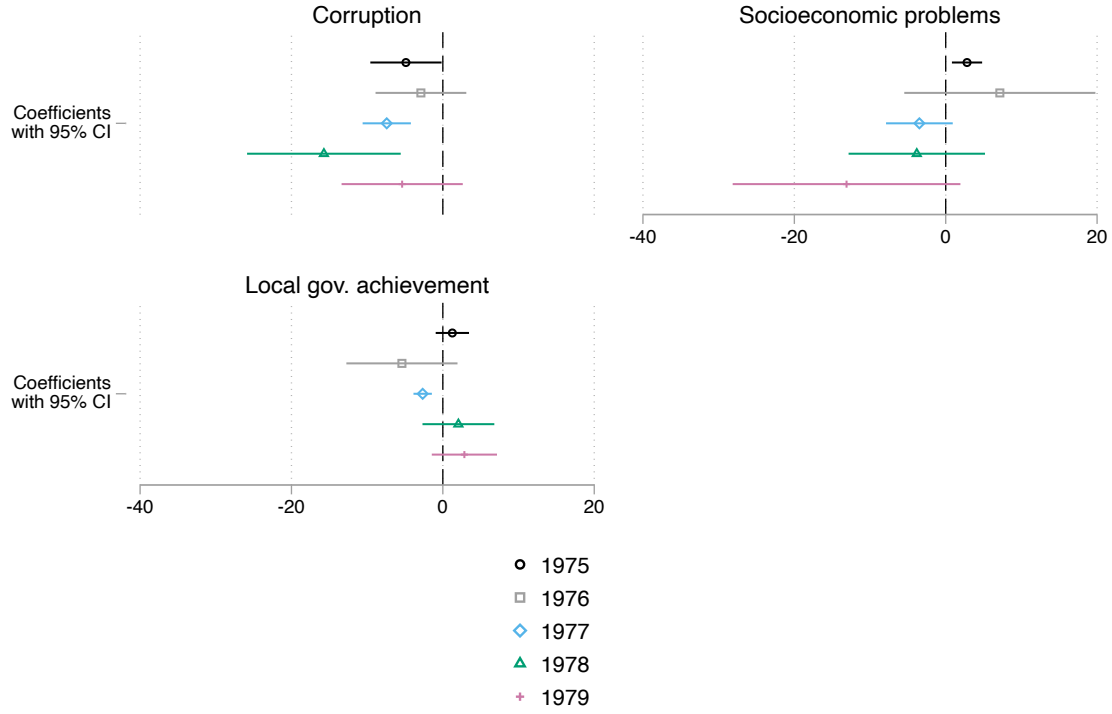 Corruption
Socioeconomic problems
Coefficients
with 95% CI
-40 -20 0 20
Local gov. achievement
Coefficients
with 95% CI
-40 -20 0 20
1975
1976
1977
1978
1979